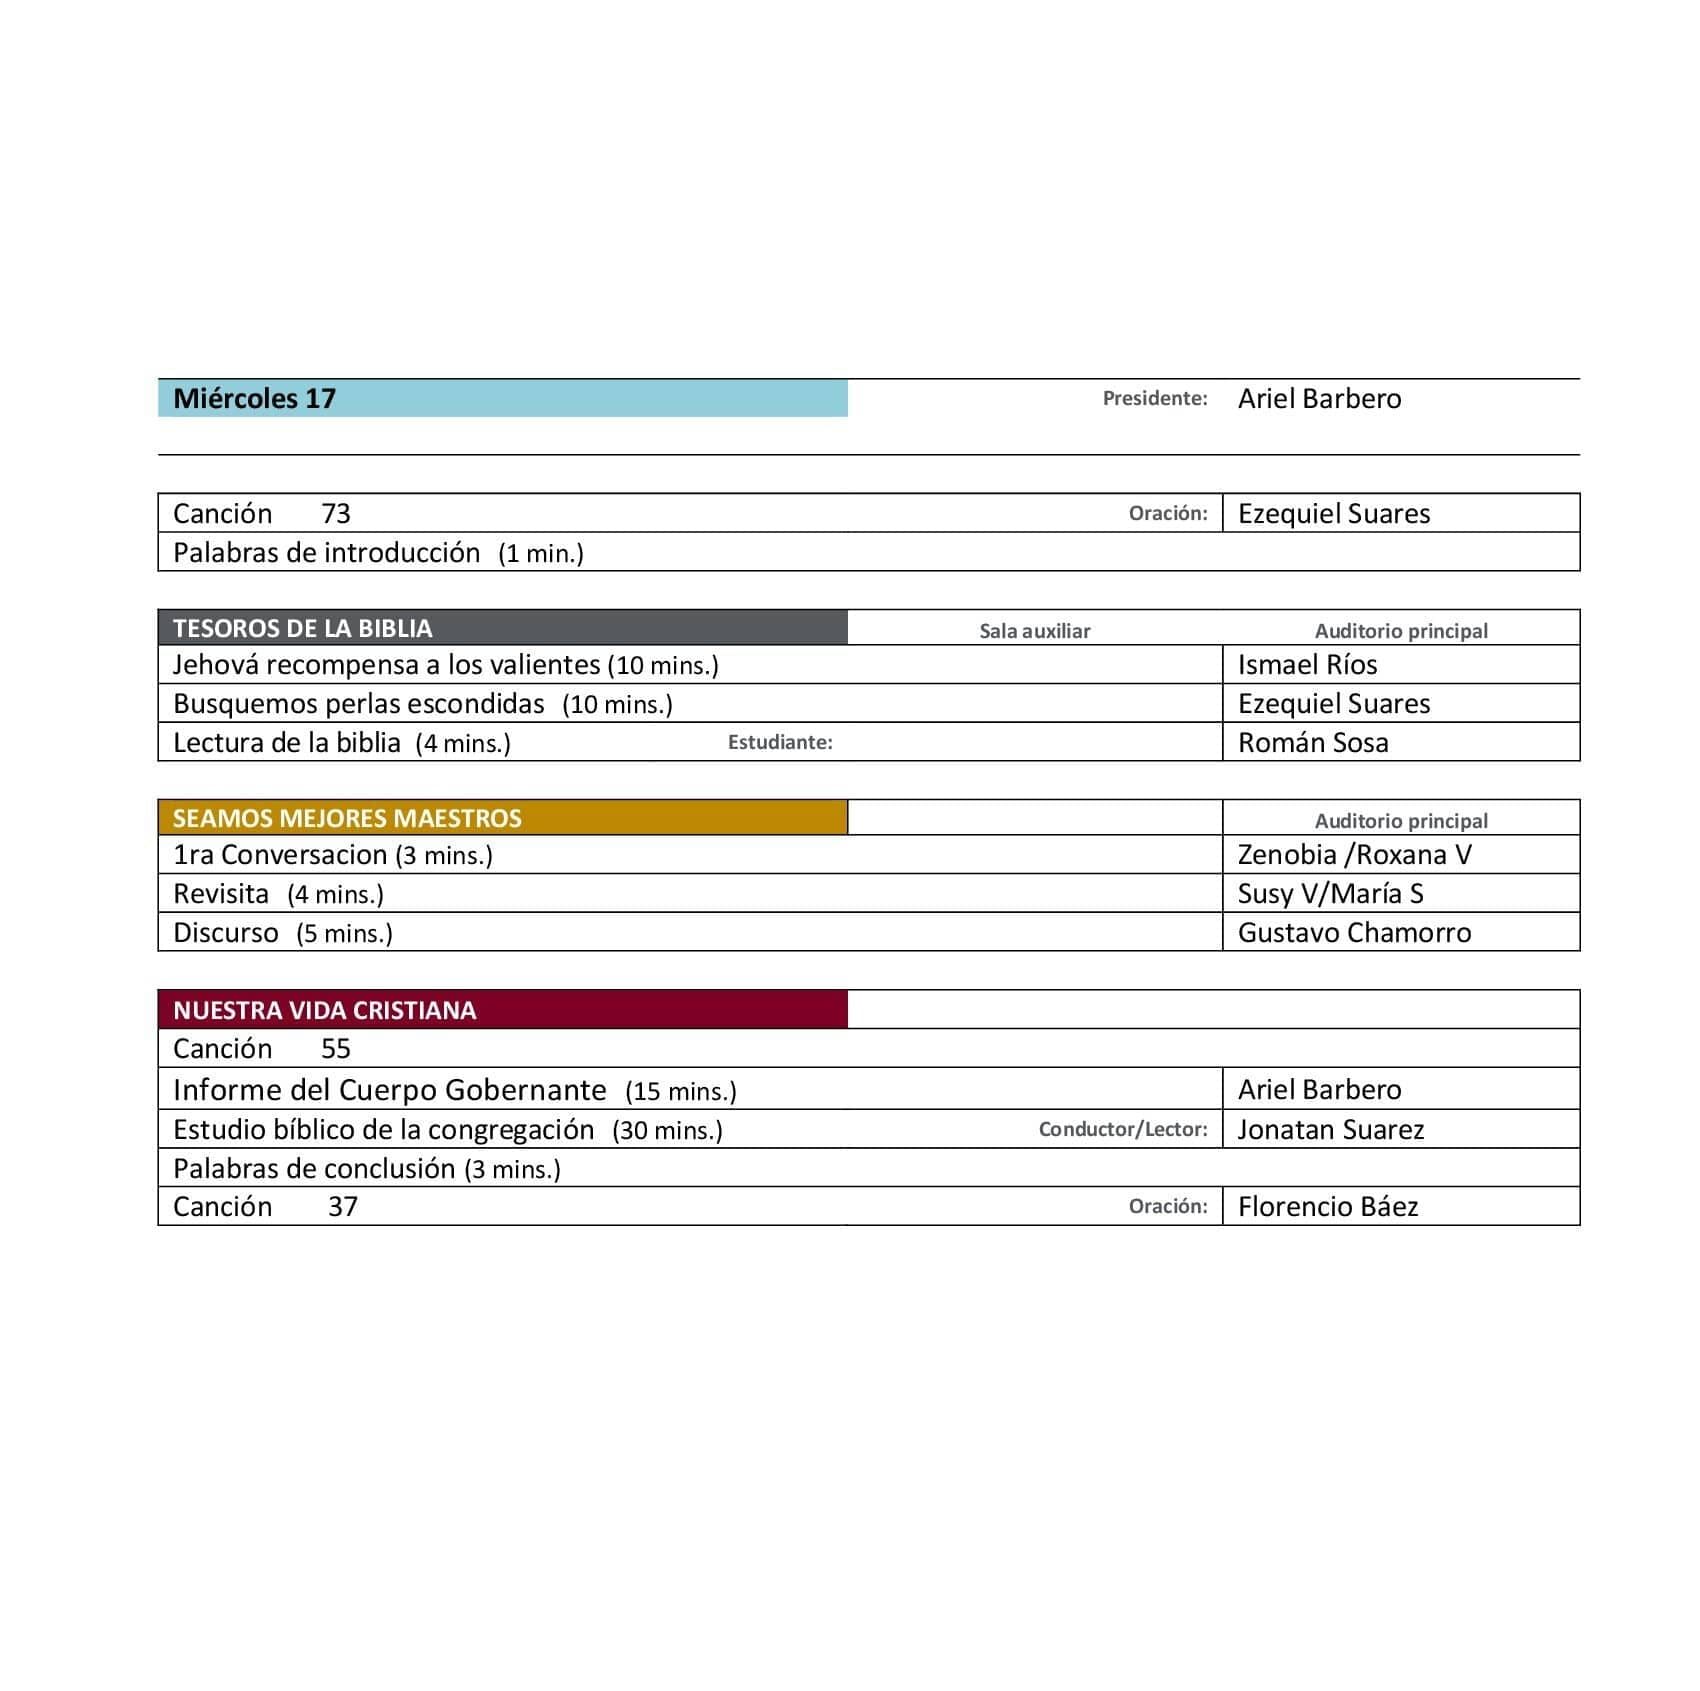 Miércoles 17 Presidente: Ariel Barbero
Canción 73 Oración: Ezequiel Suares
Palabras de introducción (1 min.)
TESOROS DE LA BIBLIA Sala auxiliar Auditorio principal
Jehová recompensa a los valientes (10 mins.) Ismael Ríos
Busquemos perlas escondidas (10 mins.) Ezequiel Suares
Lectura de la biblia (4 mins.) Estudiante: Román Sosa
SEAMOS MEJORES MAESTROS Auditorio principal
1ra Conversacion (3 mins.) Zenobia /Roxana V
Revisita (4 mins.) Susy V/María S
Discurso (5 mins.) Gustavo Chamorro
NUESTRA VIDA CRISTIANA
Canción 55
Informe del Cuerpo Gobernante (15 mins.) Ariel Barbero
Estudio bíblico de la congregación (30 mins.) Conductor/Lector: Jonatan Suarez
Palabras de conclusión (3 mins.)
Canción 37 Oración: Florencio Báez